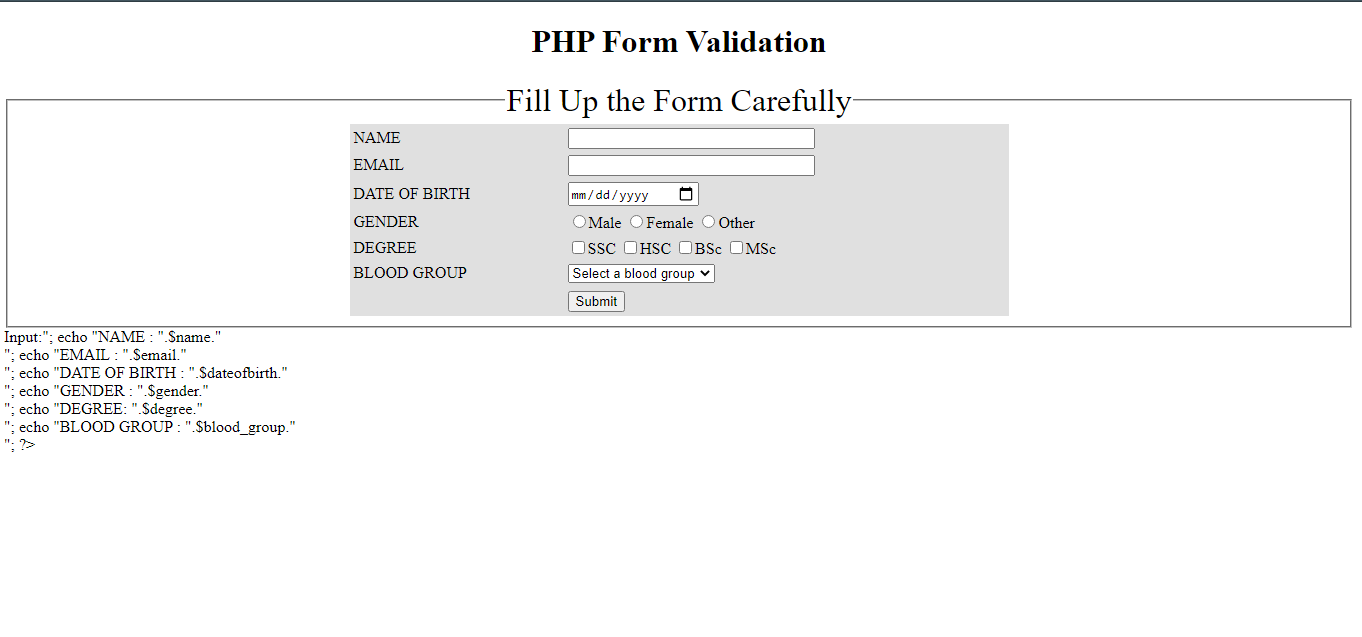 PHP Form Validation
Fill Up the Form Carefully
NAME
EMAIL
DATE OF BIRTH mm/dd/yyyy
GENDER Male Female Other
DEGREE SSC HSC BSc MSc
BLOOD GROUP Select a blood group
Submit
Input:"; echo "NAME : ".$name."
"; echo "EMAIL : ".$email."
"; echo "DATE OF BIRTH : ".$dateofbirth."
"; echo "GENDER : ".$gender."
"; echo "DEGREE: ".$degree."
"; echo "BLOOD GROUP : ".$blood_group."
"; ?>